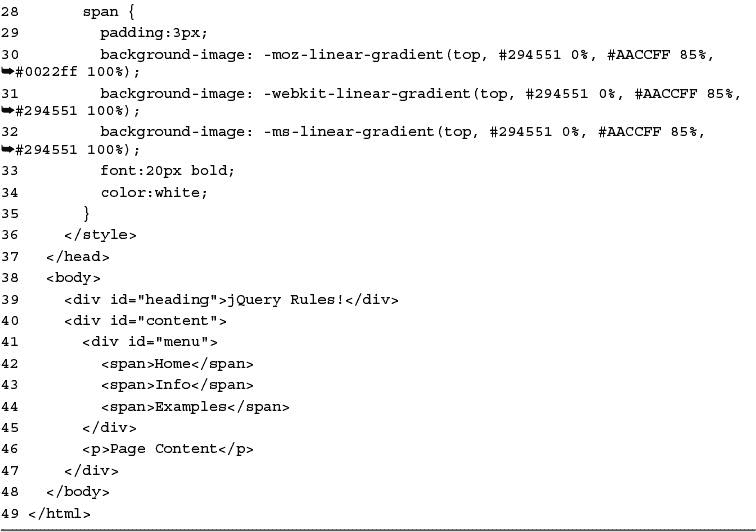 28       span {
29         padding:3px;
30         background-image: -moz-linear-gradient(top, #294551 0%, #AACCFF 85%,
➥#0022ff 100%);
31         background-image: -webkit-linear-gradient(top, #294551 0%, #AACCFF 85%,
➥#294551 100%);
32         background-image: -ms-linear-gradient(top, #294551 0%, #AACCFF 85%,
➥#294551 100%);
33         font:20px bold;
34         color:white;
35       }
36     </style>
37   </head>
38   <body>
39     <div id="heading">jQuery Rules!</div>
40     <div id="content">
41       <div id="menu">
42         <span>Home</span>
43         <span>Info</span>
44         <span>Examples</span>
45       </div>
46       <p>Page Content</p>
47     </div>
48   </body>
49 </html>